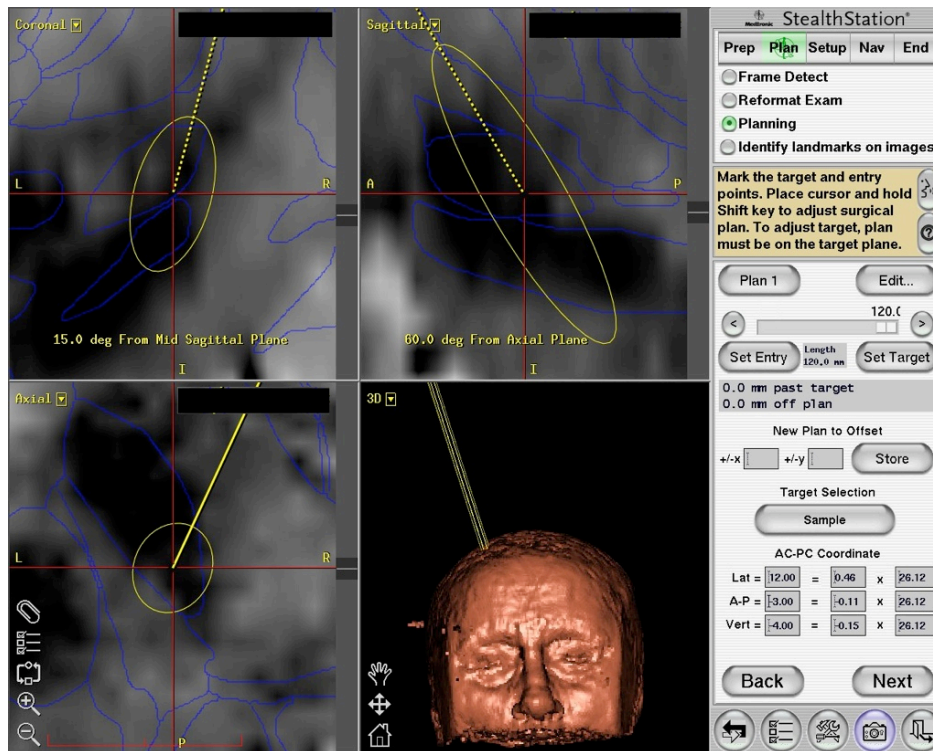 Coronal
L
R
I
15.0 deg From Mid Sagittal Plane
Sagittal
A
P
I
60.0 deg From Axial Plane
Axial
L
R
P
3D
Medtronic
StealthStation®
Prep Plan Setup Nav End
Frame Detect
Reformat Exam
Planning
Identify landmarks on images
Mark the target and entry
points. Place cursor and hold
Shift key to adjust surgical
plan. To adjust target, plan
must be on the target plane.
?
Plan 1 Edit...
120.0
< >
Set Entry Length 120.0 mm Set Target
0.0 mm past target
0.0 mm off plan
New Plan to Offset
+/-x +/-y Store
Target Selection
Sample
AC-PC Coordinate
Lat = 12.00 = 0.46 x 26.12
A-P = -3.00 = -0.11 x 26.12
Vert = -4.00 = -0.15 x 26.12
Back Next